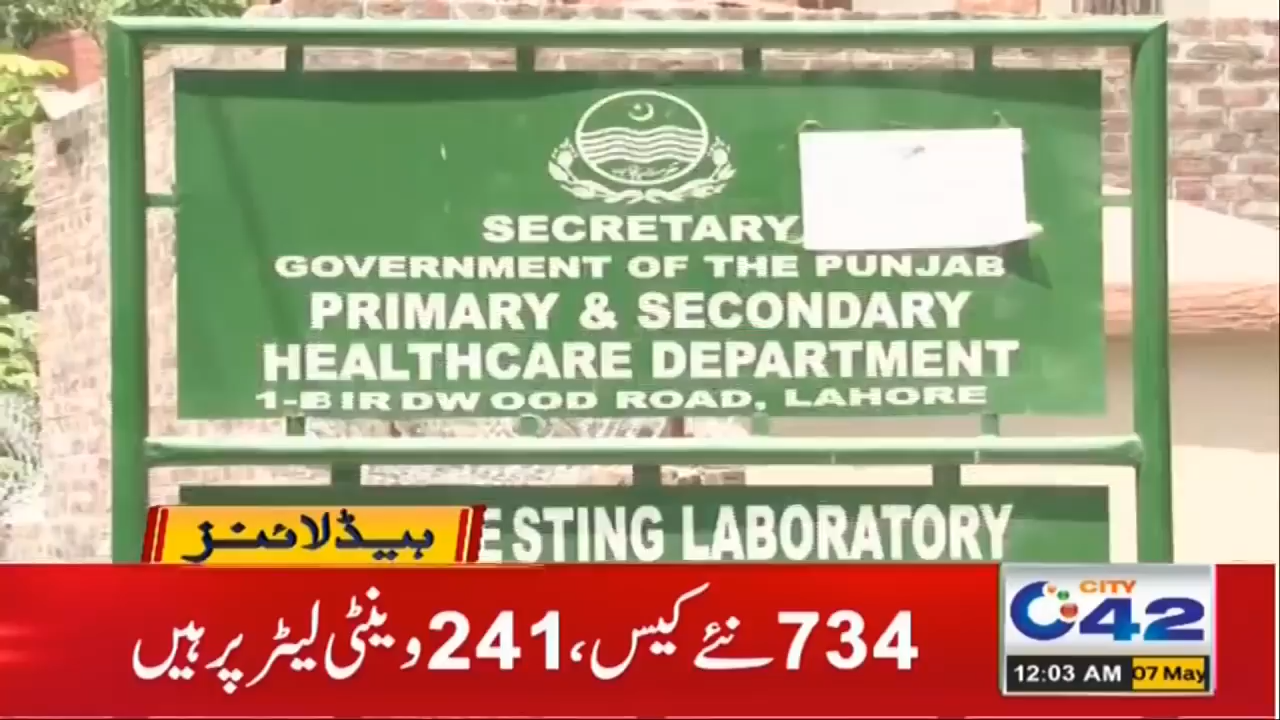 SECRETARY
GOVERNMENT OF THE PUNJAB
PRIMARY & SECONDARY
HEALTHCARE DEPARTMENT
1-BIRDWOOD ROAD, LAHORE
ESTING LABORATORY
ہیڈلائنز
734 نئے کیس، 241 وینٹی لیٹر پر ہیں
CITY
42
12:03 AM 07 May